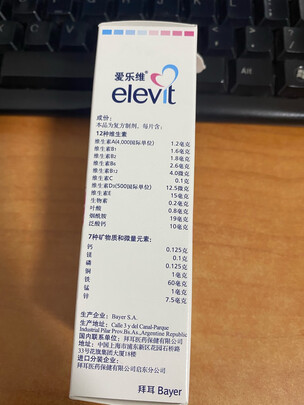 爱乐维®
elevit
成份:
本品为复方制剂,每片含:
12种维生素
维生素A(4,000国际单位) 1.2毫克
维生素B1 1.6毫克
维生素B2 1.8毫克
维生素B6 2.6毫克
维生素B12 4.0微克
维生素C 0.1克
维生素D3(500国际单位) 12.5微克
维生素E 15毫克
生物素 0.2毫克
叶酸 0.8毫克
烟酰胺 19毫克
泛酸钙 10毫克
7种矿物质和微量元素:
钙 0.125克
镁 0.1克
磷 0.125克
铜 1毫克
铁 60毫克
锰 1毫克
锌 7.5毫克
生产企业:Bayer S.A.
生产地址:Calle 3 y del Canal-Parque
Industrial Pilar Prov.Bs.As.,Argentine Republic
国内联系单位:拜耳医药保健有限公司
地址:中国上海市浦东新区花园石桥路
33号花旗集团大厦18楼
进口分装企业:
拜耳医药保健有限公司启东分公司
拜耳 Bayer